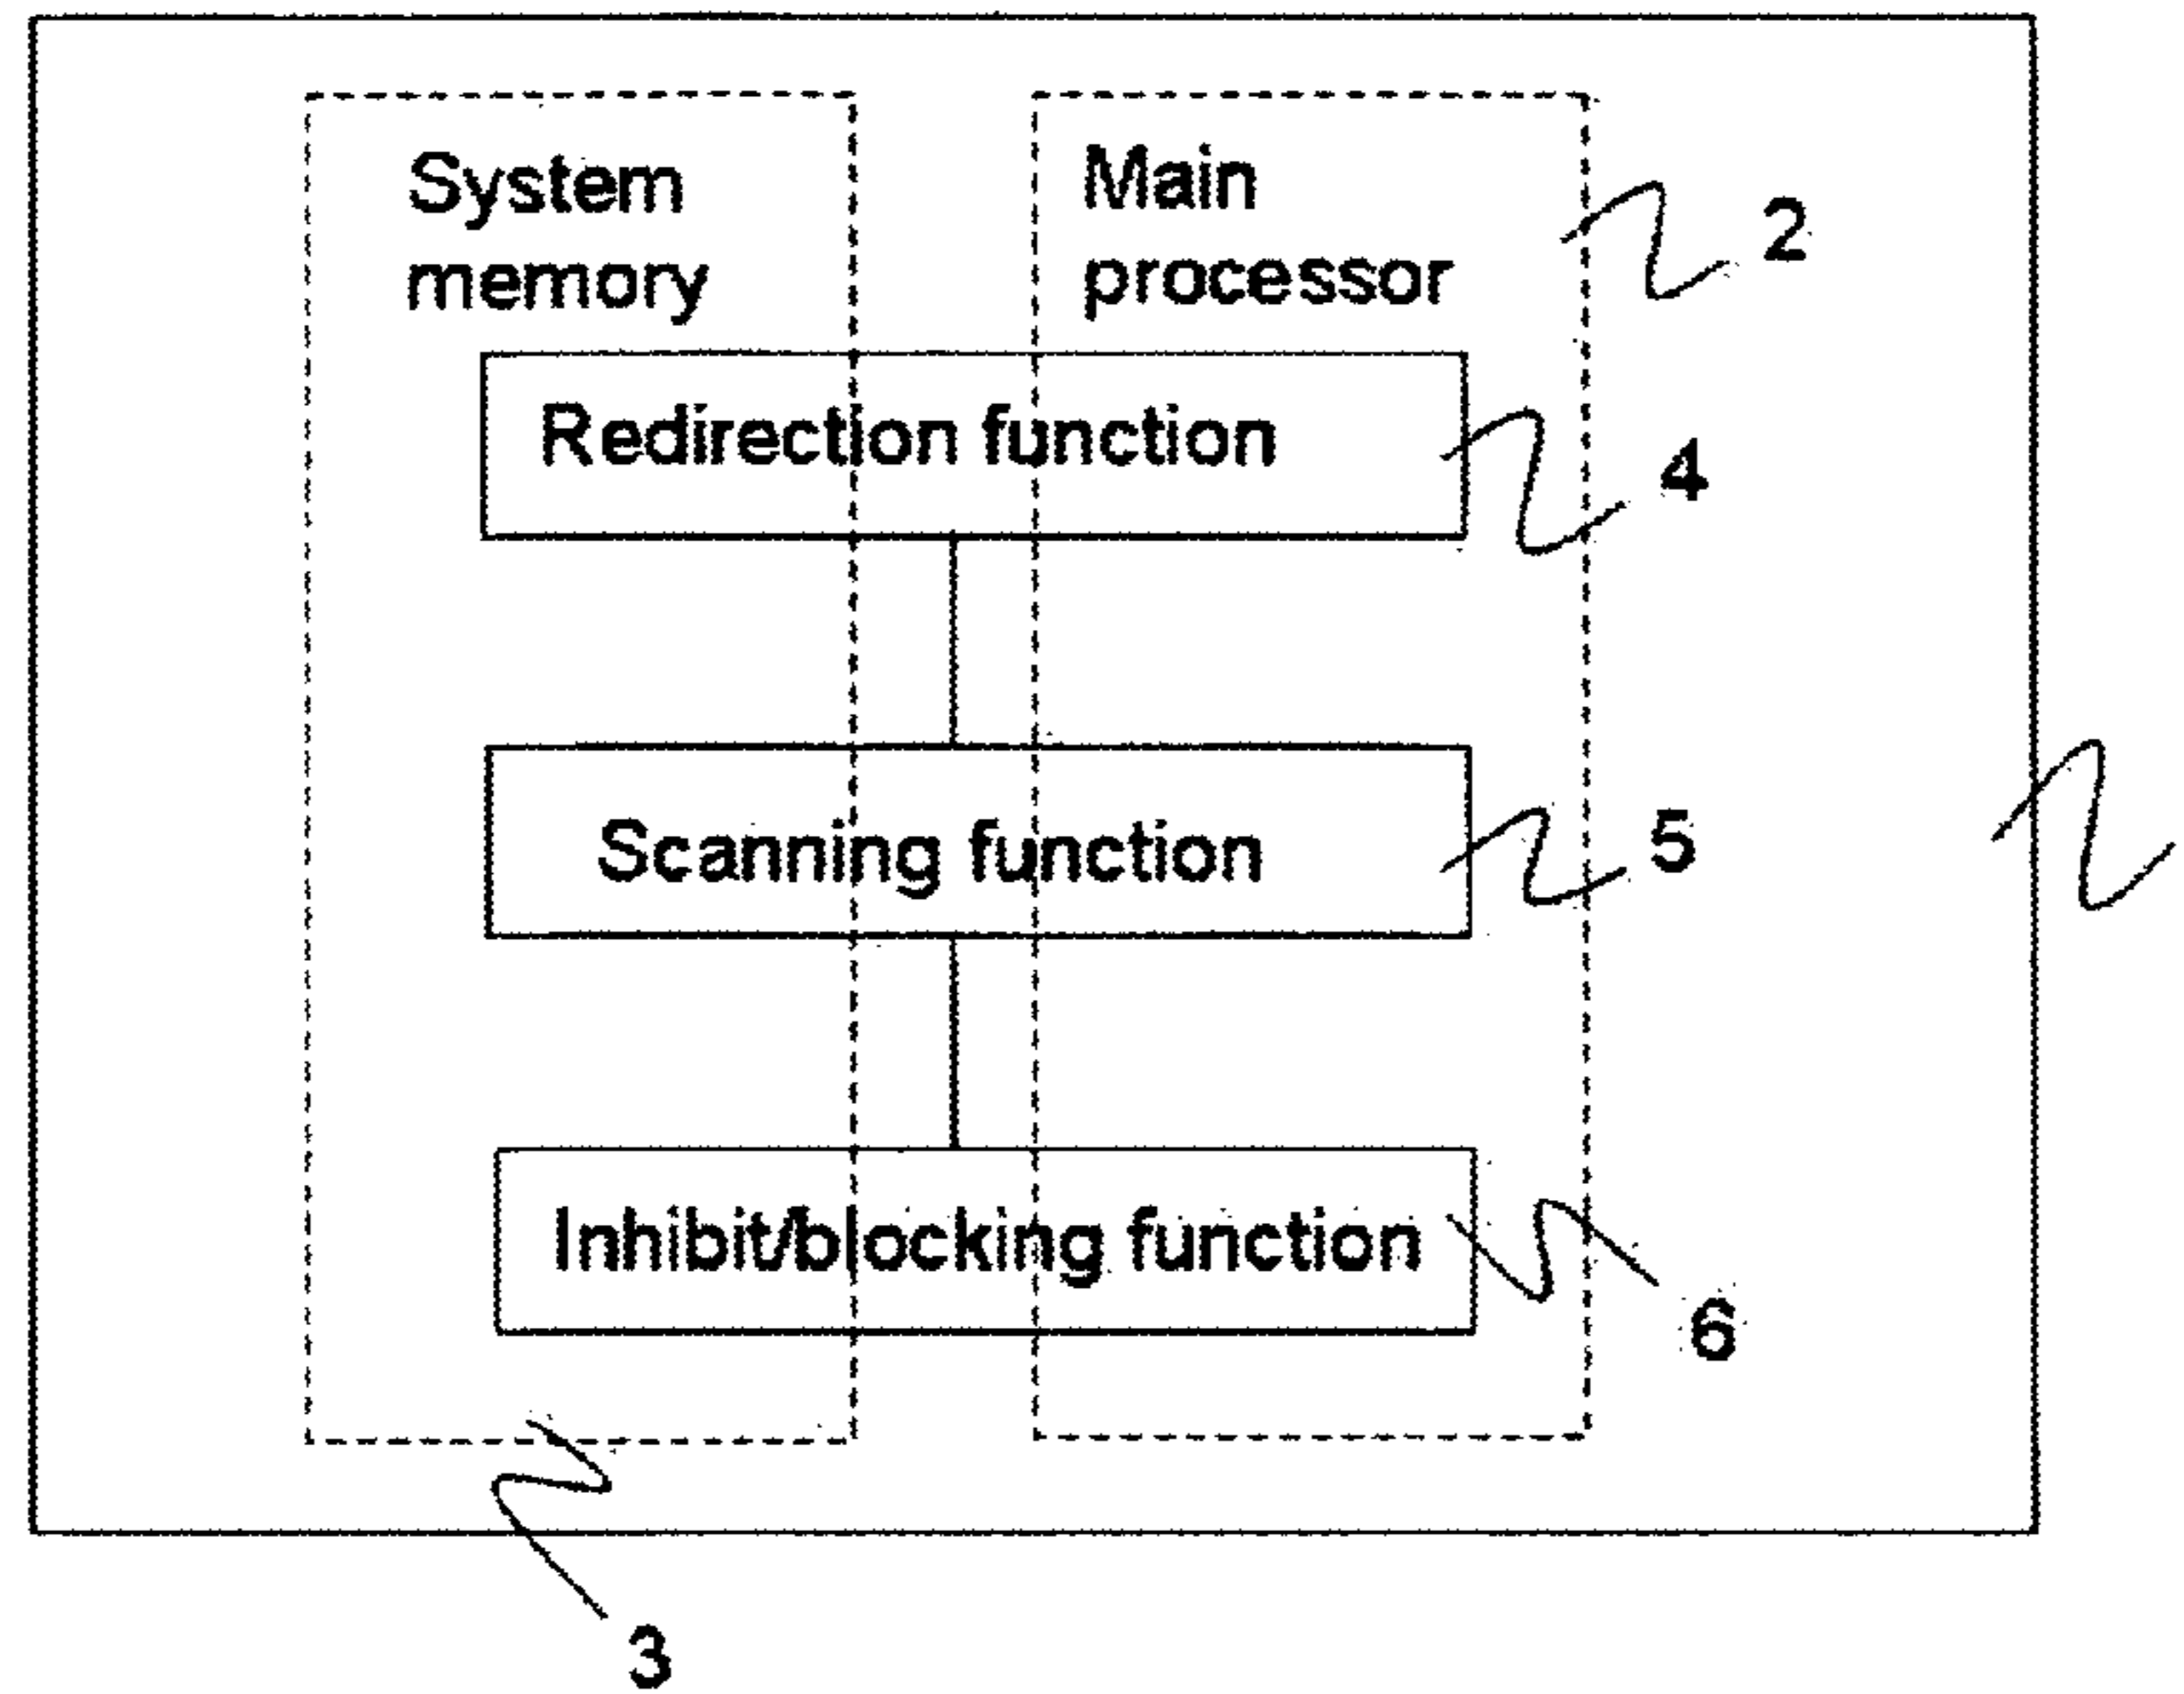 System
memory
Main
processor
2
Redirection function
4
Scanning function
5
Inhibit/blocking function
6
3